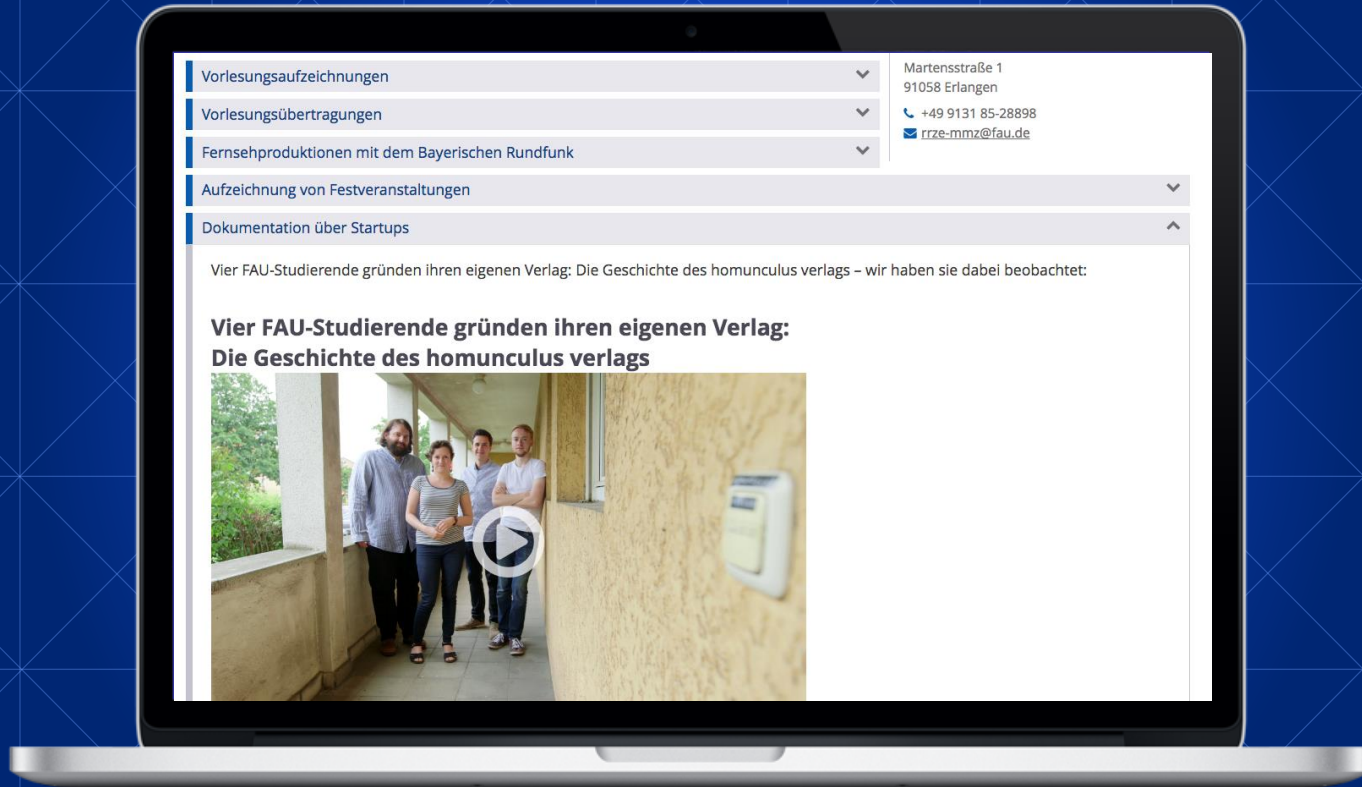 Vorlesungsaufzeichnungen
Vorlesungsübertragungen
Fernsehproduktionen mit dem Bayerischen Rundfunk
Martensstraße 1
91058 Erlangen
+49 9131 85-28898
rrze-mmz@fau.de
Aufzeichnung von Festveranstaltungen
Dokumentation über Startups
Vier FAU-Studierende gründen ihren eigenen Verlag: Die Geschichte des homunculus verlags – wir haben sie dabei beobachtet:
Vier FAU-Studierende gründen ihren eigenen Verlag:
Die Geschichte des homunculus verlags